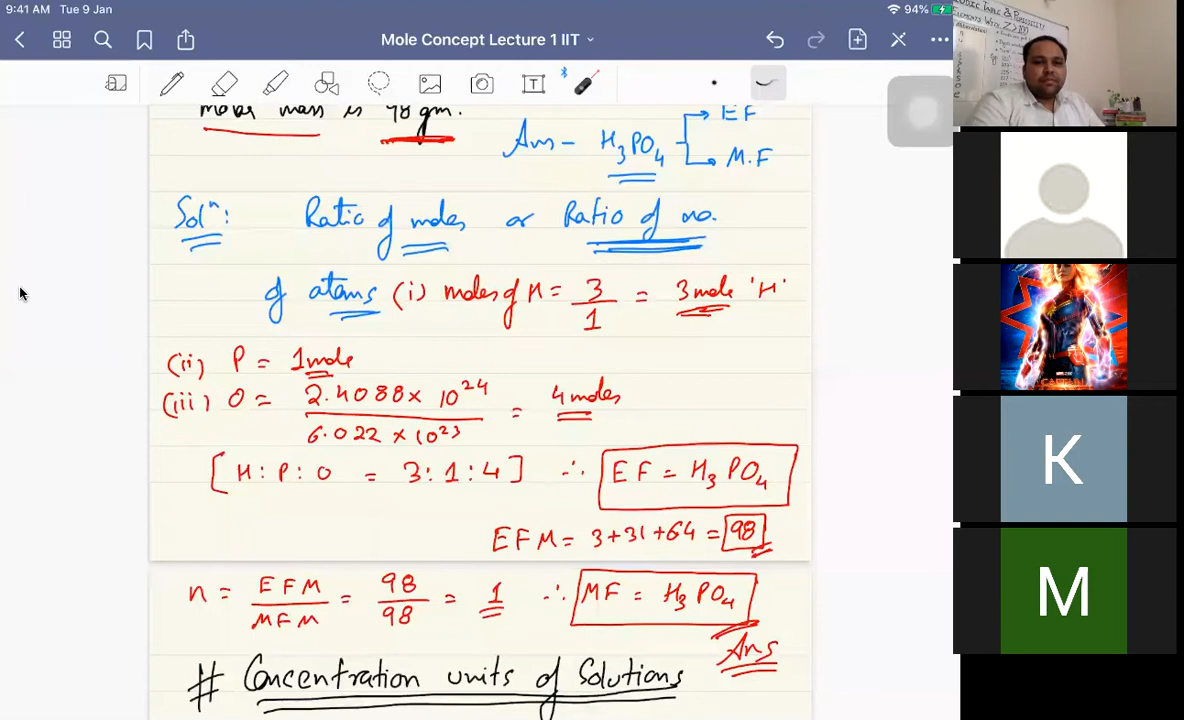 9:41 AM Tue 9 Jan
94%
Mole Concept Lecture 1 IIT
T
molar mass is 98 gm.
Ans – H3PO4
EF
M.F
Solⁿ: Ratio of moles or Ratio of no.
of atoms (i) moles of H = 3/1 = 3 mole 'H'
(ii) P = 1 mole
(iii) O = 2.4088 × 10^24 / 6.022 × 10^23 = 4 moles
[H : P : O = 3 : 1 : 4] ∴ EF = H3PO4
EFM = 3+31+64 = 98
n = EFM/MFM = 98/98 = 1 ∴ MF = H3PO4
Ans
# Concentration units of Solutions
K
M